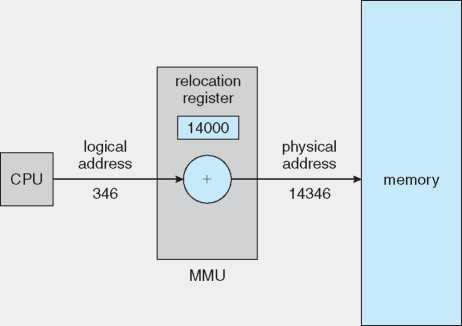 relocation
register
14000
logical
address
physical
address
CPU
346
+
14346
memory
MMU